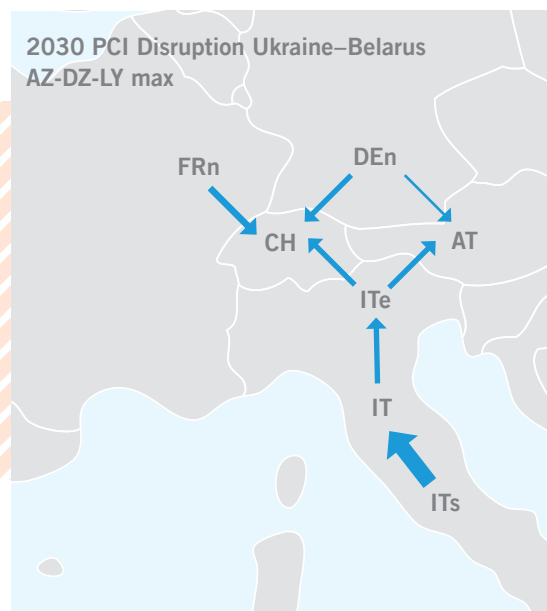 2030 PCI Disruption Ukraine–Belarus
AZ-DZ-LY max
FRn
DEn
CH
AT
ITe
IT
ITs